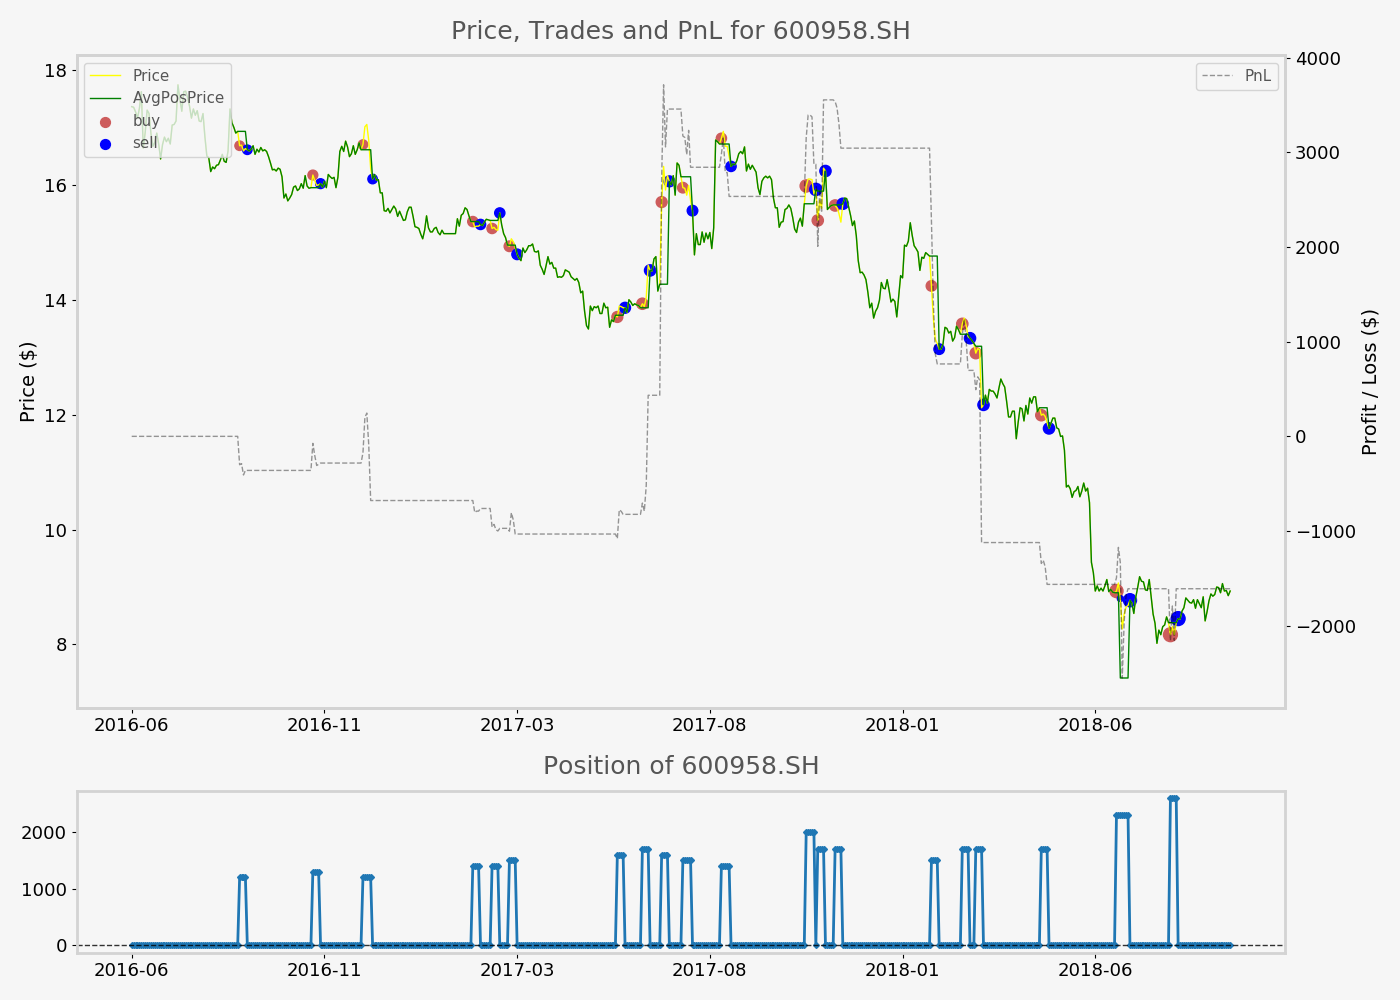 Price, Trades and PnL for 600958.SH
Price
AvgPosPrice
buy
sell
PnL
Price ($)
18
16
14
12
10
8
Profit / Loss ($)
4000
3000
2000
1000
0
−1000
−2000
2016-06 2016-11 2017-03 2017-08 2018-01 2018-06
Position of 600958.SH
2000
1000
0
2016-06 2016-11 2017-03 2017-08 2018-01 2018-06